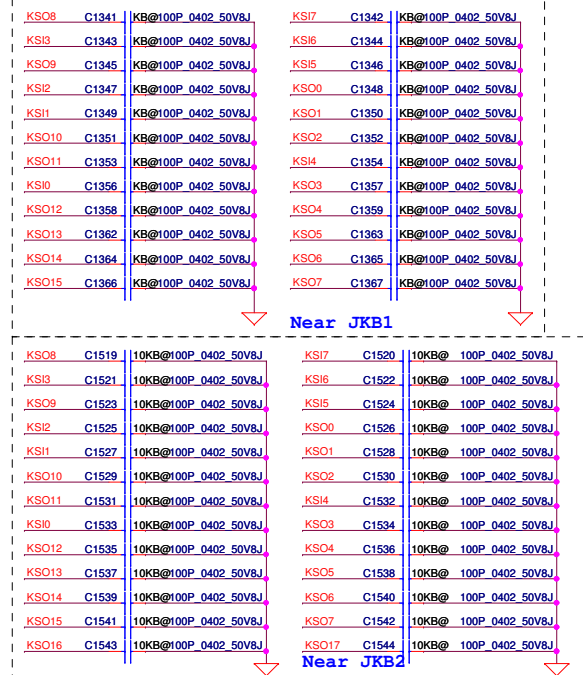 KSO8 C1341 KB@100P_0402_50V8J KSI7 C1342 KB@100P_0402_50V8J
KSI3 C1343 KB@100P_0402_50V8J KSI6 C1344 KB@100P_0402_50V8J
KSO9 C1345 KB@100P_0402_50V8J KSI5 C1346 KB@100P_0402_50V8J
KSI2 C1347 KB@100P_0402_50V8J KSO0 C1348 KB@100P_0402_50V8J
KSI1 C1349 KB@100P_0402_50V8J KSO1 C1350 KB@100P_0402_50V8J
KSO10 C1351 KB@100P_0402_50V8J KSO2 C1352 KB@100P_0402_50V8J
KSO11 C1353 KB@100P_0402_50V8J KSI4 C1354 KB@100P_0402_50V8J
KSI0 C1356 KB@100P_0402_50V8J KSO3 C1357 KB@100P_0402_50V8J
KSO12 C1358 KB@100P_0402_50V8J KSO4 C1359 KB@100P_0402_50V8J
KSO13 C1362 KB@100P_0402_50V8J KSO5 C1363 KB@100P_0402_50V8J
KSO14 C1364 KB@100P_0402_50V8J KSO6 C1365 KB@100P_0402_50V8J
KSO15 C1366 KB@100P_0402_50V8J KSO7 C1367 KB@100P_0402_50V8J
Near JKB1
KSO8 C1519 10KB@100P_0402_50V8J KSI7 C1520 10KB@ 100P_0402_50V8J
KSI3 C1521 10KB@100P_0402_50V8J KSI6 C1522 10KB@ 100P_0402_50V8J
KSO9 C1523 10KB@100P_0402_50V8J KSI5 C1524 10KB@ 100P_0402_50V8J
KSI2 C1525 10KB@100P_0402_50V8J KSO0 C1526 10KB@ 100P_0402_50V8J
KSI1 C1527 10KB@100P_0402_50V8J KSO1 C1528 10KB@ 100P_0402_50V8J
KSO10 C1529 10KB@100P_0402_50V8J KSO2 C1530 10KB@ 100P_0402_50V8J
KSO11 C1531 10KB@100P_0402_50V8J KSI4 C1532 10KB@ 100P_0402_50V8J
KSI0 C1533 10KB@100P_0402_50V8J KSO3 C1534 10KB@ 100P_0402_50V8J
KSO12 C1535 10KB@100P_0402_50V8J KSO4 C1536 10KB@ 100P_0402_50V8J
KSO13 C1537 10KB@100P_0402_50V8J KSO5 C1538 10KB@ 100P_0402_50V8J
KSO14 C1539 10KB@100P_0402_50V8J KSO6 C1540 10KB@ 100P_0402_50V8J
KSO15 C1541 10KB@100P_0402_50V8J KSO7 C1542 10KB@ 100P_0402_50V8J
KSO16 C1543 10KB@100P_0402_50V8J KSO17 C1544 10KB@ 100P_0402_50V8J
Near JKB2